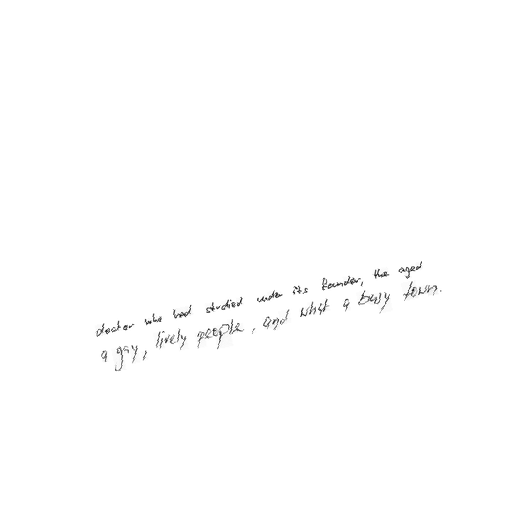 doctor who had studied under its founder, the aged
a gay, lively people, and what a busy town.